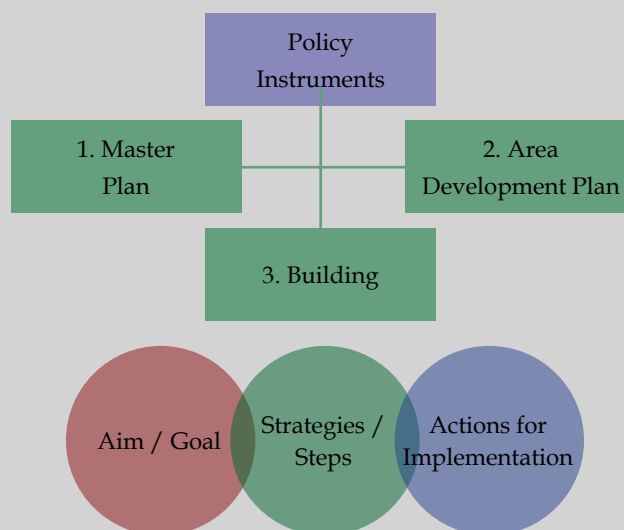 Policy
Instruments
1. Master
Plan
2. Area
Development Plan
3. Building
Aim / Goal
Strategies /
Steps
Actions for
Implementation